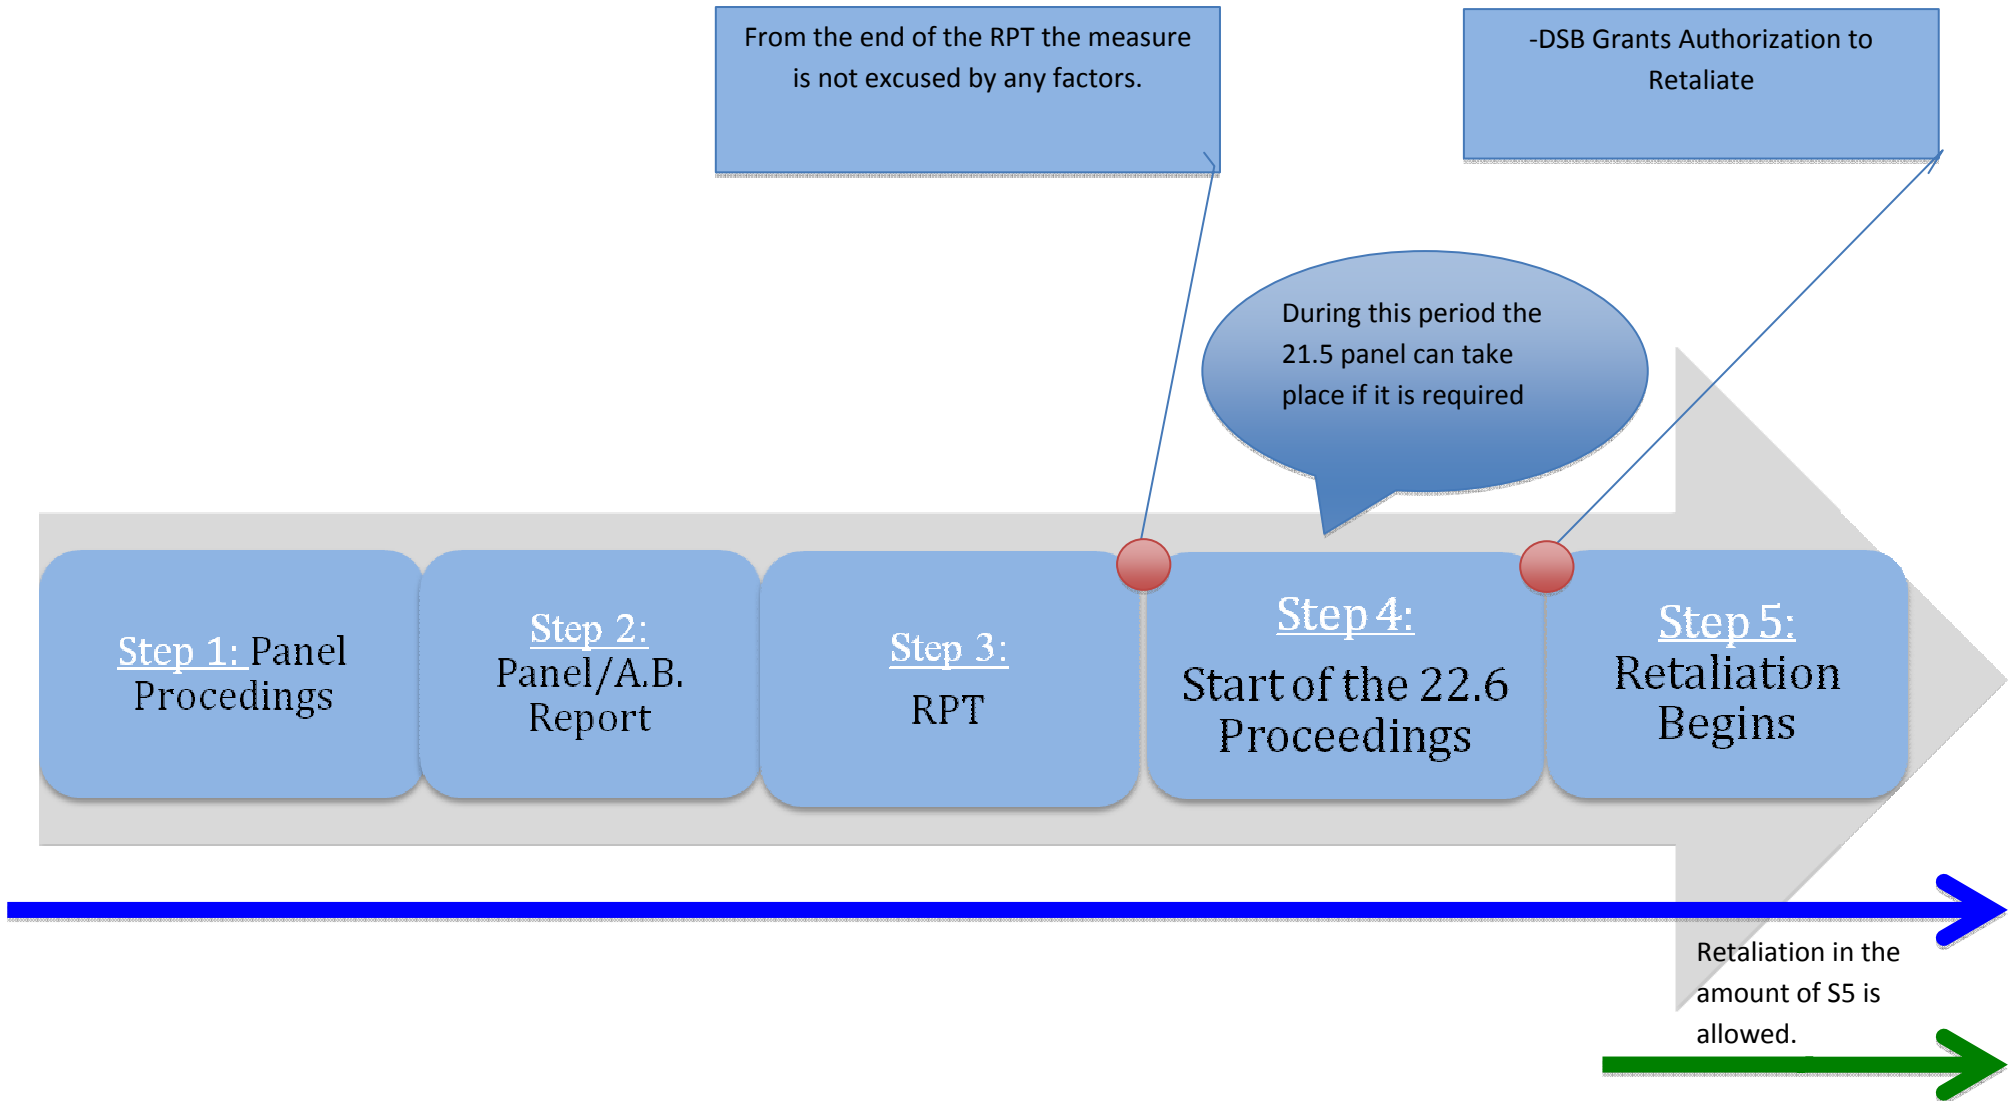 From the end of the RPT the measure
is not excused by any factors.
-DSB Grants Authorization to
Retaliate
During this period the
21.5 panel can take
place if it is required
Step 1: Panel
Procedings
Step 2:
Panel/A.B.
Report
Step 3:
RPT
Step 4:
Start of the 22.6
Proceedings
Step 5:
Retaliation
Begins
Retaliation in the
amount of S5 is
allowed.